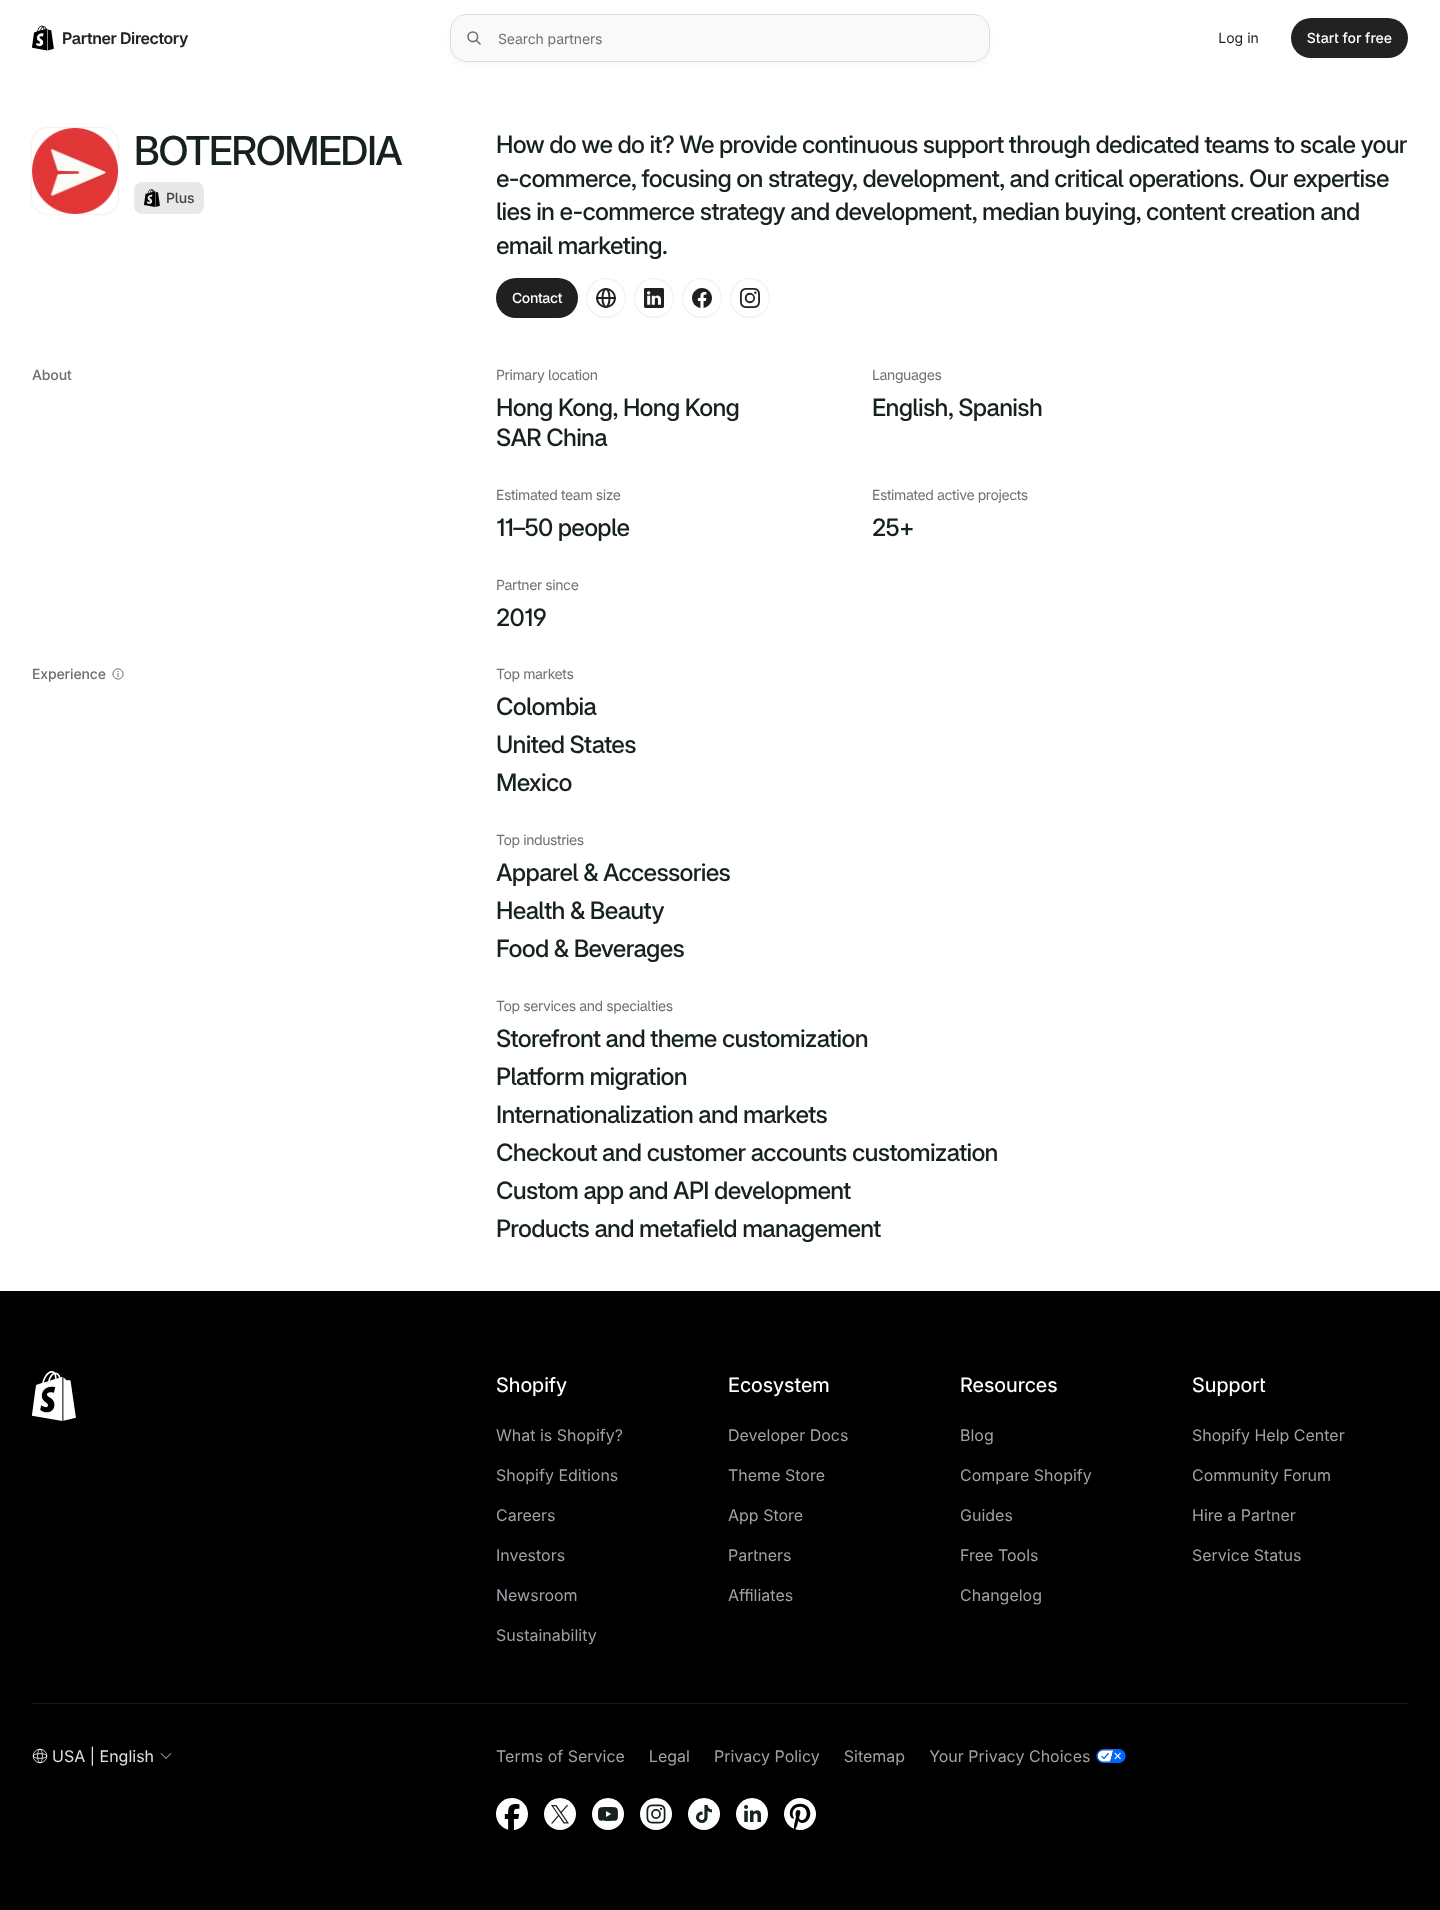 Partner Directory
Search partners
Log in
Start for free
BOTEROMEDIA
Plus
How do we do it? We provide continuous support through dedicated teams to scale your
e-commerce, focusing on strategy, development, and critical operations. Our expertise
lies in e-commerce strategy and development, median buying, content creation and
email marketing.
Contact
About
Primary location
Hong Kong, Hong Kong
SAR China
Languages
English, Spanish
Estimated team size
11–50 people
Estimated active projects
25+
Partner since
2019
Experience
Top markets
Colombia
United States
Mexico
Top industries
Apparel & Accessories
Health & Beauty
Food & Beverages
Top services and specialties
Storefront and theme customization
Platform migration
Internationalization and markets
Checkout and customer accounts customization
Custom app and API development
Products and metafield management
Shopify
What is Shopify?
Shopify Editions
Careers
Investors
Newsroom
Sustainability
Ecosystem
Developer Docs
Theme Store
App Store
Partners
Affiliates
Resources
Blog
Compare Shopify
Guides
Free Tools
Changelog
Support
Shopify Help Center
Community Forum
Hire a Partner
Service Status
USA | English
Terms of Service
Legal
Privacy Policy
Sitemap
Your Privacy Choices